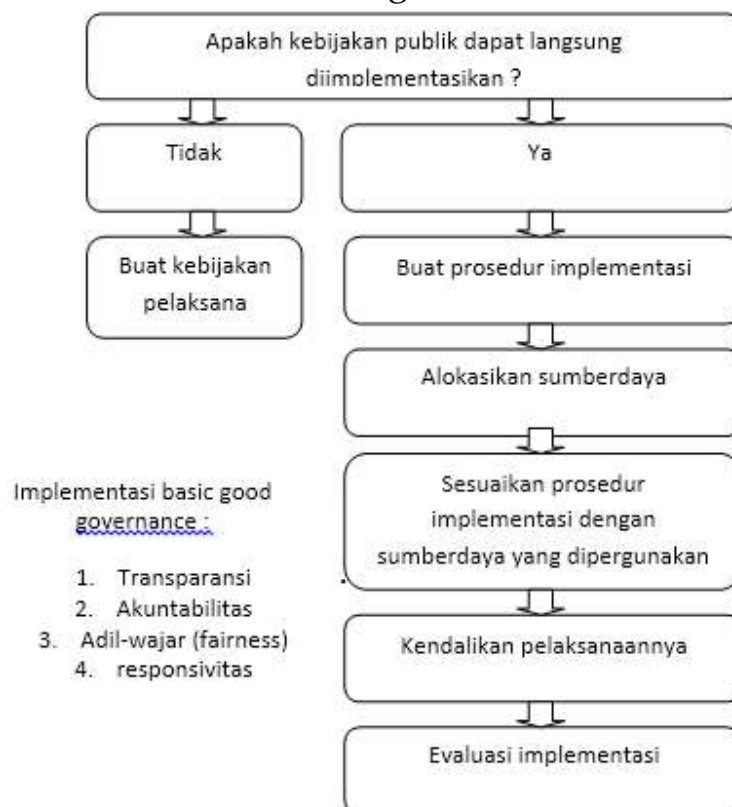 Apakah kebijakan publik dapat langsung
diimplementasikan ?
Tidak
Ya
Buat kebijakan
pelaksana
Buat prosedur implementasi
Alokasikan sumberdaya
Sesuaikan prosedur
implementasi dengan
sumberdaya yang dipergunakan
Kendalikan pelaksanaannya
Evaluasi implementasi
Implementasi basic good
governance :
1. Transparansi
2. Akuntabilitas
3. Adil-wajar (fairness)
4. responsivitas